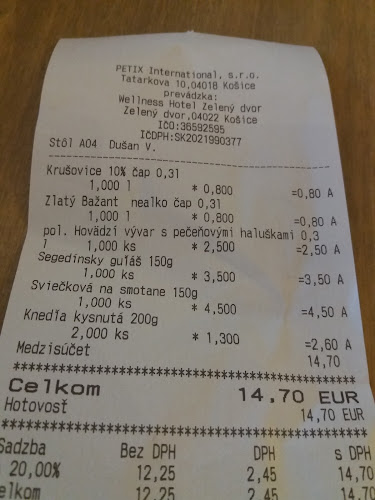 PETIX International, s.r.o.
Tatarkova 10,04018 Košice
prevádzka:
Wellness Hotel Zelený dvor
Zelený dvor,04022 Košice
IČO:36592595
IČDPH:SK2021990377
Stôl A04 Dušan V.
Krušovice 10% čap 0,3l
1,000 l * 0,800 =0,80 A
Zlatý Bažant nealko čap 0,3l
1,000 l * 0,800 =0,80 A
pol. Hovädzí vývar s pečeňovými haluškami 0,3
l 1,000 ks * 2,500 =2,50 A
Segedínsky guláš 150g
1,000 ks * 3,500 =3,50 A
Sviečková na smotane 150g
1,000 ks * 4,500 =4,50 A
Knedľa kysnutá 200g
2,000 ks * 1,300 =2,60 A
Medzisúčet 14,70
****************************************
Celkom 14,70 EUR
Hotovosť 14,70 EUR
****************************************
Sadzba Bez DPH DPH s DPH
20,00% 12,25 2,45 14,70
elkom 12,25 2,45 14,70